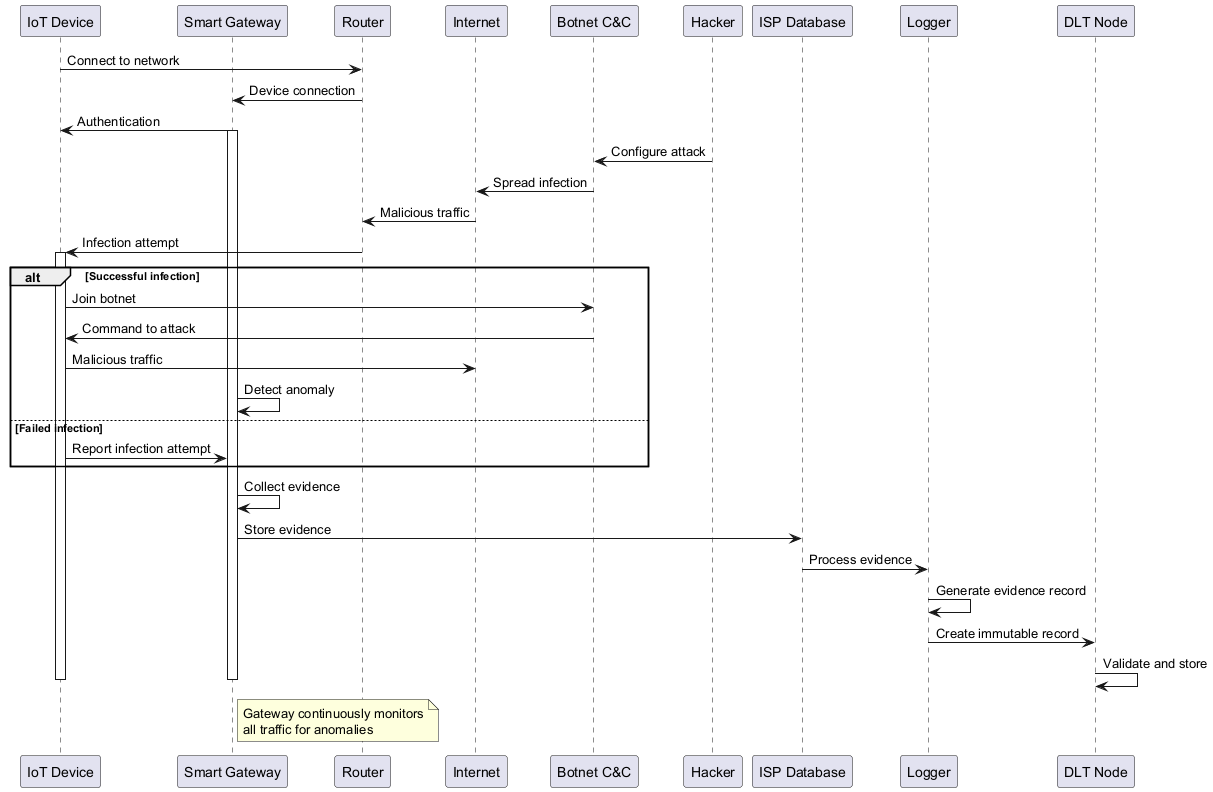 IoT Device
Smart Gateway
Router
Internet
Botnet C&C
Hacker
ISP Database
Logger
DLT Node
Connect to network
Device connection
Authentication
Configure attack
Spread infection
Malicious traffic
Infection attempt
alt
[Successful infection]
Join botnet
Command to attack
Malicious traffic
Detect anomaly
[Failed infection]
Report infection attempt
Collect evidence
Store evidence
Process evidence
Generate evidence record
Create immutable record
Validate and store
Gateway continuously monitors
all traffic for anomalies
IoT Device
Smart Gateway
Router
Internet
Botnet C&C
Hacker
ISP Database
Logger
DLT Node